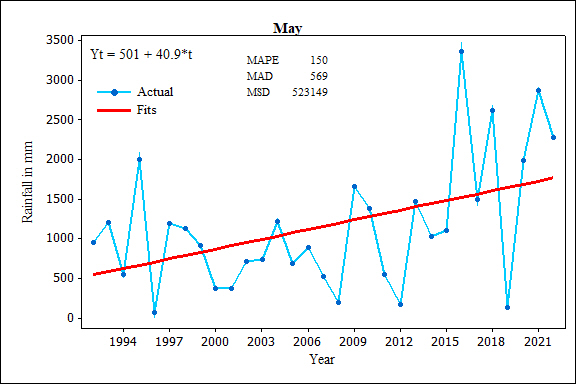 May
Yt = 501 + 40.9*t
MAPE 150
MAD 569
MSD 523149
Actual
Fits
Rainfall in mm
3500
3000
2500
2000
1500
1000
500
0
1994 1997 2000 2003 2006 2009 2012 2015 2018 2021
Year